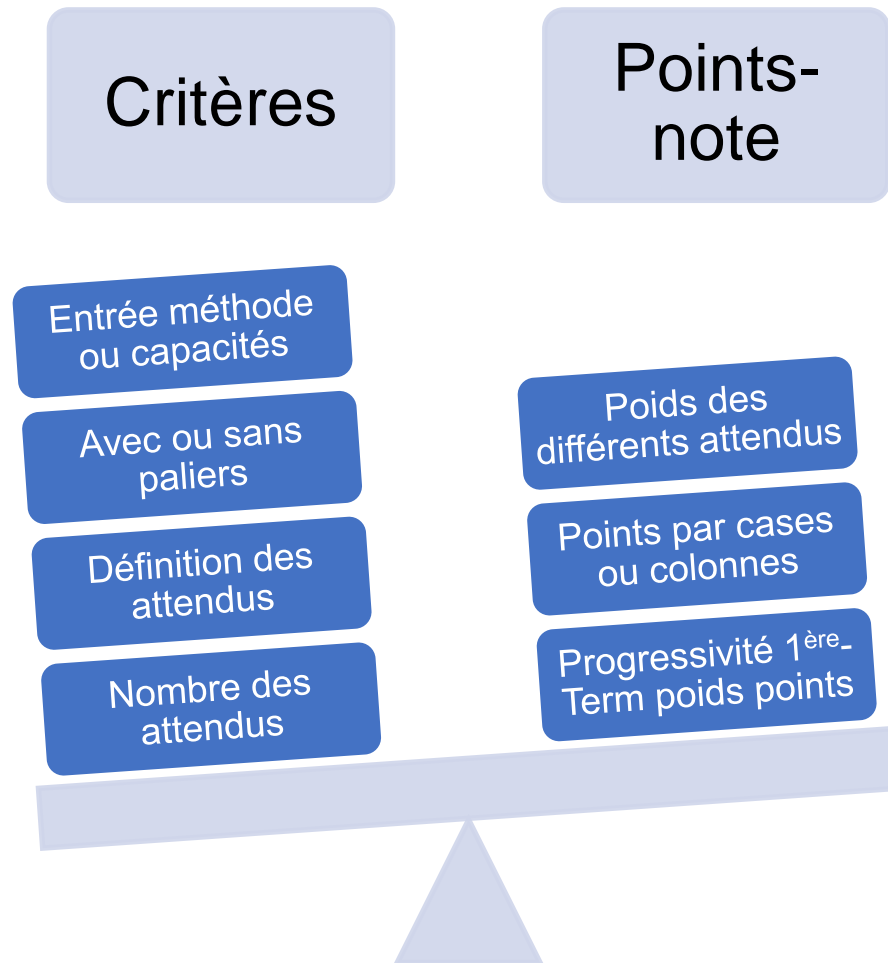 Critères
Points-
note
Entrée méthode
ou capacités
Avec ou sans
paliers
Définition des
attendus
Nombre des
attendus
Poids des
différents attendus
Points par cases
ou colonnes
Progressivité 1ère-
Term poids points